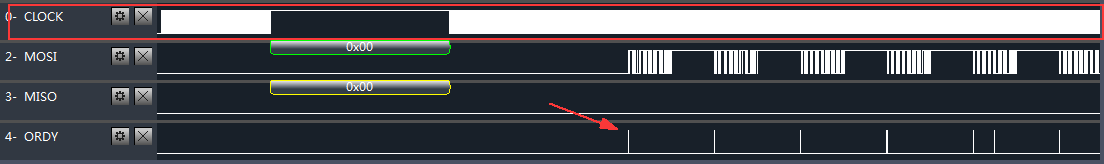 0- CLOCK
0x00
2- MOSI
0x00
3- MISO
4- ORDY